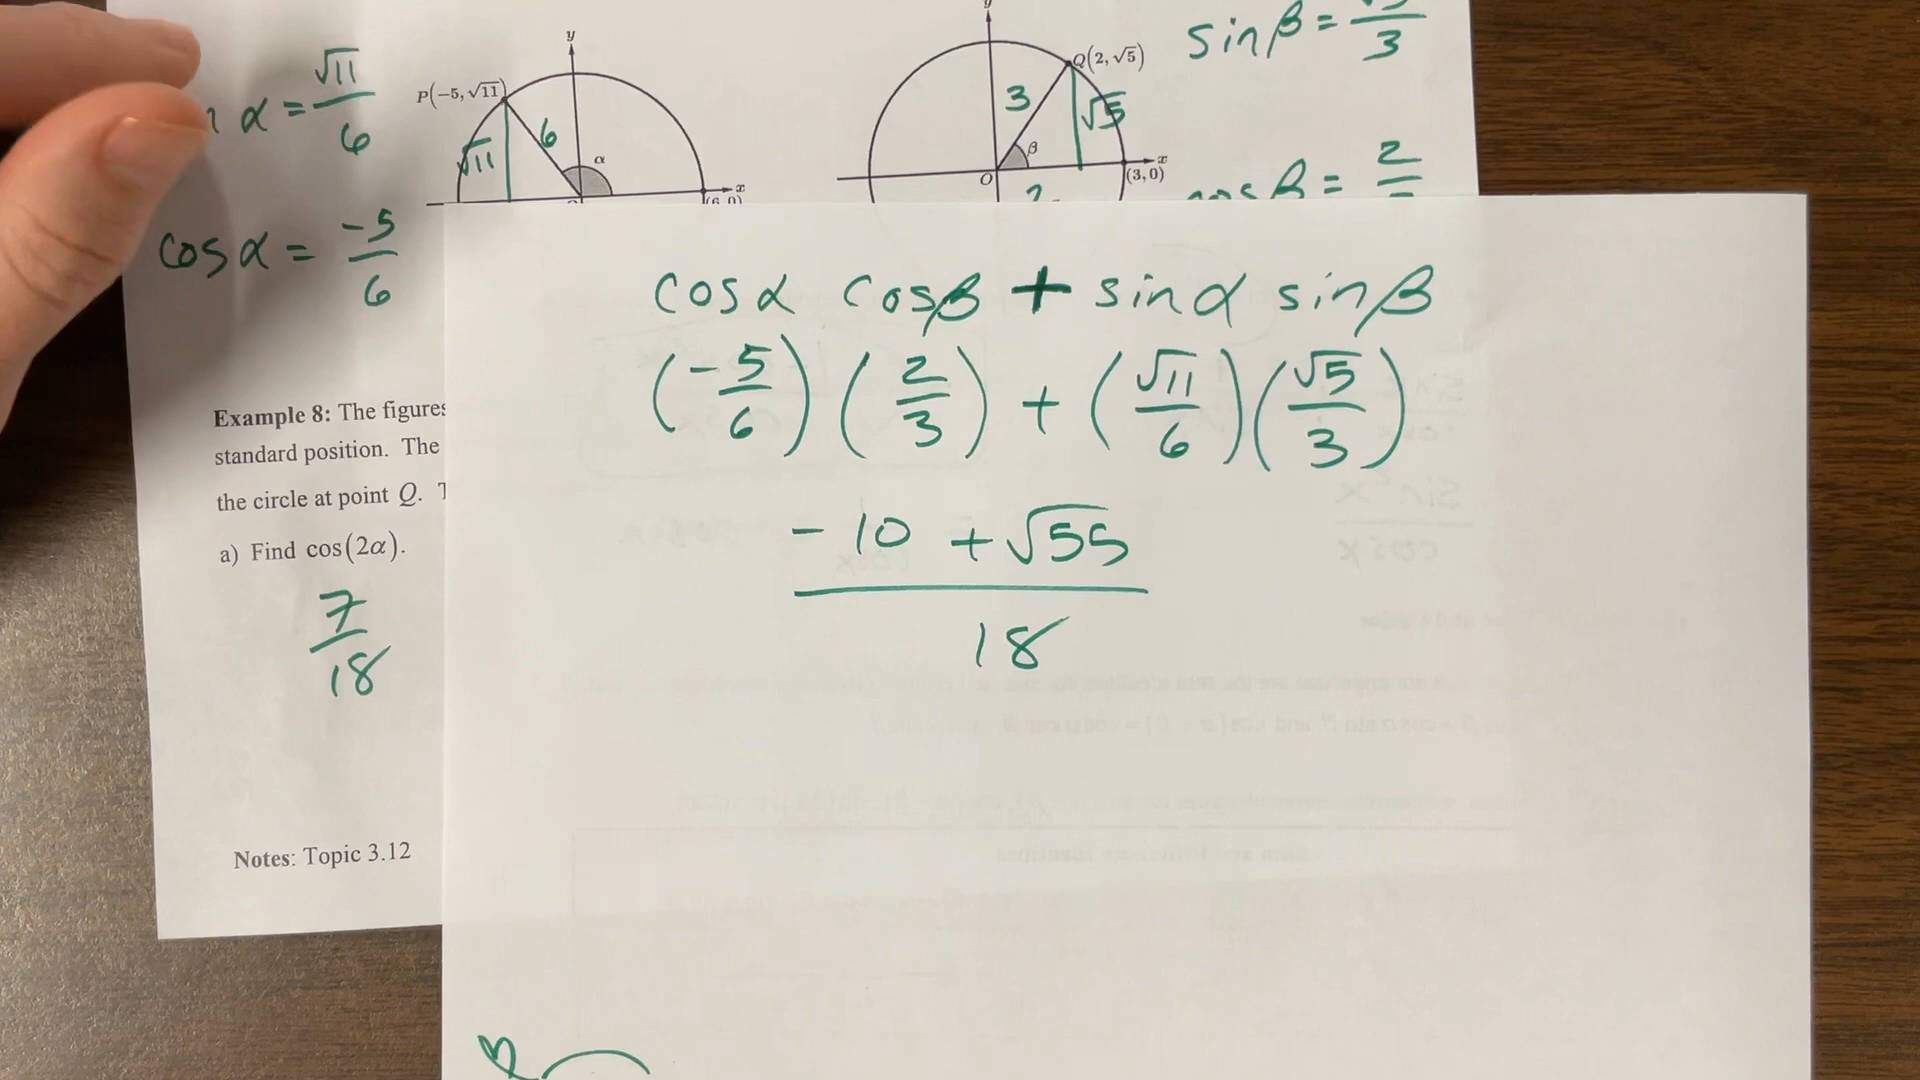 α = √11/6
cos α = -5/6
y
P(−5, √11)
√11
6
α
x
y
Q(2, √5)
3
√5
β
x
O
(3, 0)
sin β = √5/3
cos β = 2/
cos α cos β + sin α sin β
(-5/6) (2/3) + (√11/6)(√5/3)
-10 + √55
18
Example 8: The figures
standard position. The
the circle at point Q.
a) Find cos(2α).
7/18
Notes: Topic 3.12